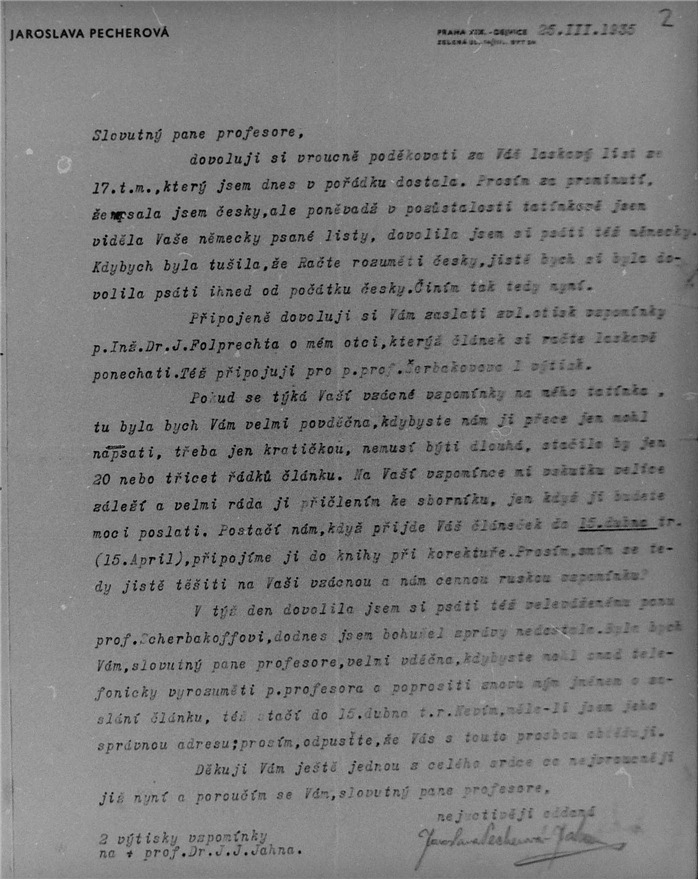 2
JAROSLAVA PECHEROVÁ
PRAHA XIX. - DEJVICE 25.III.1935
Slovutný pane profesore,
dovoluji si vroucně poděkovati za Váš laskavý list ze
17.t.m.,který jsem dnes v pořádku dostala. Prosím za prominutí,
že psala jsem česky,ale poněvadž v pozůstalosti tatínkově jsem
viděla Vaše německy psané listy, dovolila jsem si psáti též německy.
Kdybych byla tušila,že Račte rozuměti česky,jistě bych si byla do-
volila psáti ihned od počátku česky.Činím tak tedy nyní.
Připojeně dovoluji si Vám zaslati zvl.otisk vzpomínky
p.Inž.Dr.J.Folprechta o mém otci,kterýž článek si račte laskavě
ponechati.Též připojuji pro p.prof.Ščerbakovova 1 výtisk.
Pokud se týká Vaší vzácné vzpomínky na mého tatínka ,
tu byla bych Vám velmi povděčna,kdybyste nám ji přece jen mohl
napsati, třeba jen kratičkou, nemusí býti dlouhá, stačilo by jen
20 nebo třicet řádků článku. Na Vaší vzpomínce mi vskutku velice
záleží a velmi ráda ji přičlením ke sborníku, jen když ji budete
moci poslati. Postačí nám,když přijde Váš článeček do 15.dubna tr.
(15.April),připojíme ji do knihy při korektuře.Prosím,smím se te-
dy jistě těšiti na Vaši vzácnou a nám cennou ruskou vzpomínku?
V týž den dovolila jsem si psáti též veleváženému panu
prof.Scherbakoffovi,dodnes jsem bohužel zprávy nedostala.Byla bych
Vám,slovutný pane profesore,velmi vděčna,kdybyste mohl snad tele-
fonicky vyrozuměti p.profesora a poprositi znovu mým jménem o za-
slání článku, též stačí do 15.dubna t.r.Nevím,měla-li jsem jeho
správnou adresu;prosím,odpusťte,že Vás s touto prosbou obtěžuji.
Děkuji Vám ještě jednou z celého srdce co nejvroucněji
již nyní a poroučím se Vám,slovutný pane profesore,
nejuctivěji oddaná
Jaroslava Pecherová-Jahnová
2 výtisky vzpomínky
na + prof.Dr.J.J.Jahna.